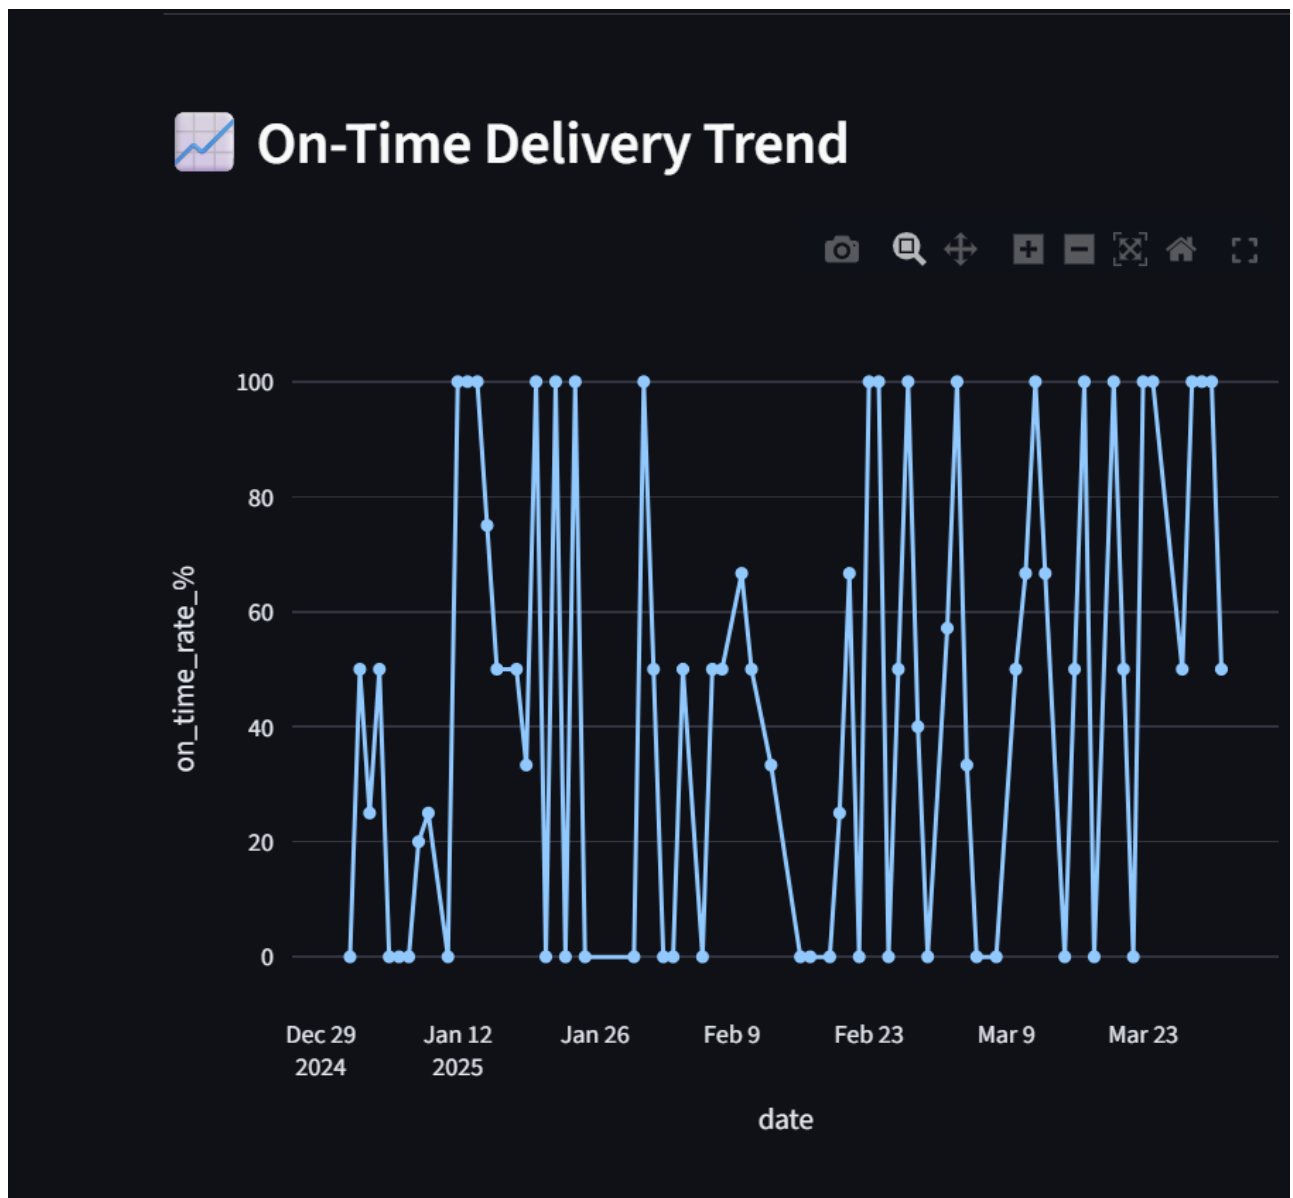 On-Time Delivery Trend
100
80
60
40
20
0
on_time_rate_%
Dec 29
2024
Jan 12
2025
Jan 26
Feb 9
Feb 23
Mar 9
Mar 23
date